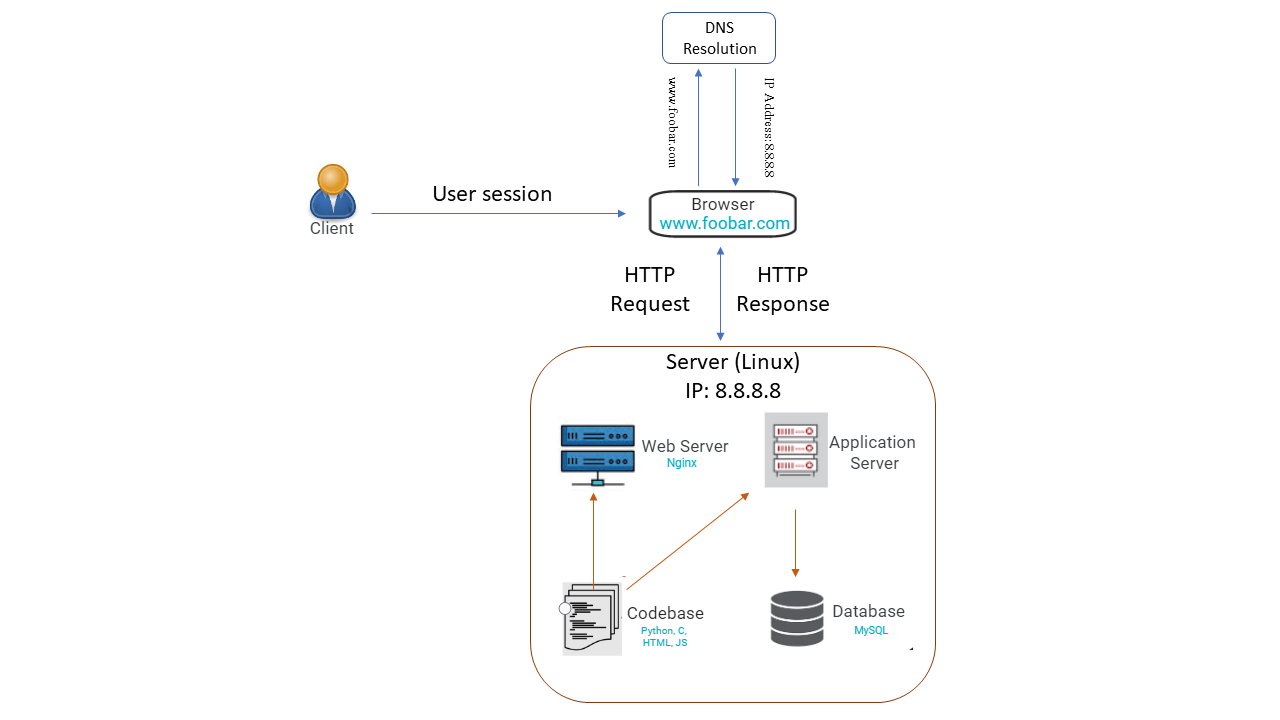 DNS
Resolution
www.foobar.com
IP Address:8.8.8.8
User session
Client
Browser
www.foobar.com
HTTP
Request
HTTP
Response
Server (Linux)
IP: 8.8.8.8
Web Server
Nginx
Application
Server
Codebase
Python, C,
HTML, JS
Database
MySQL